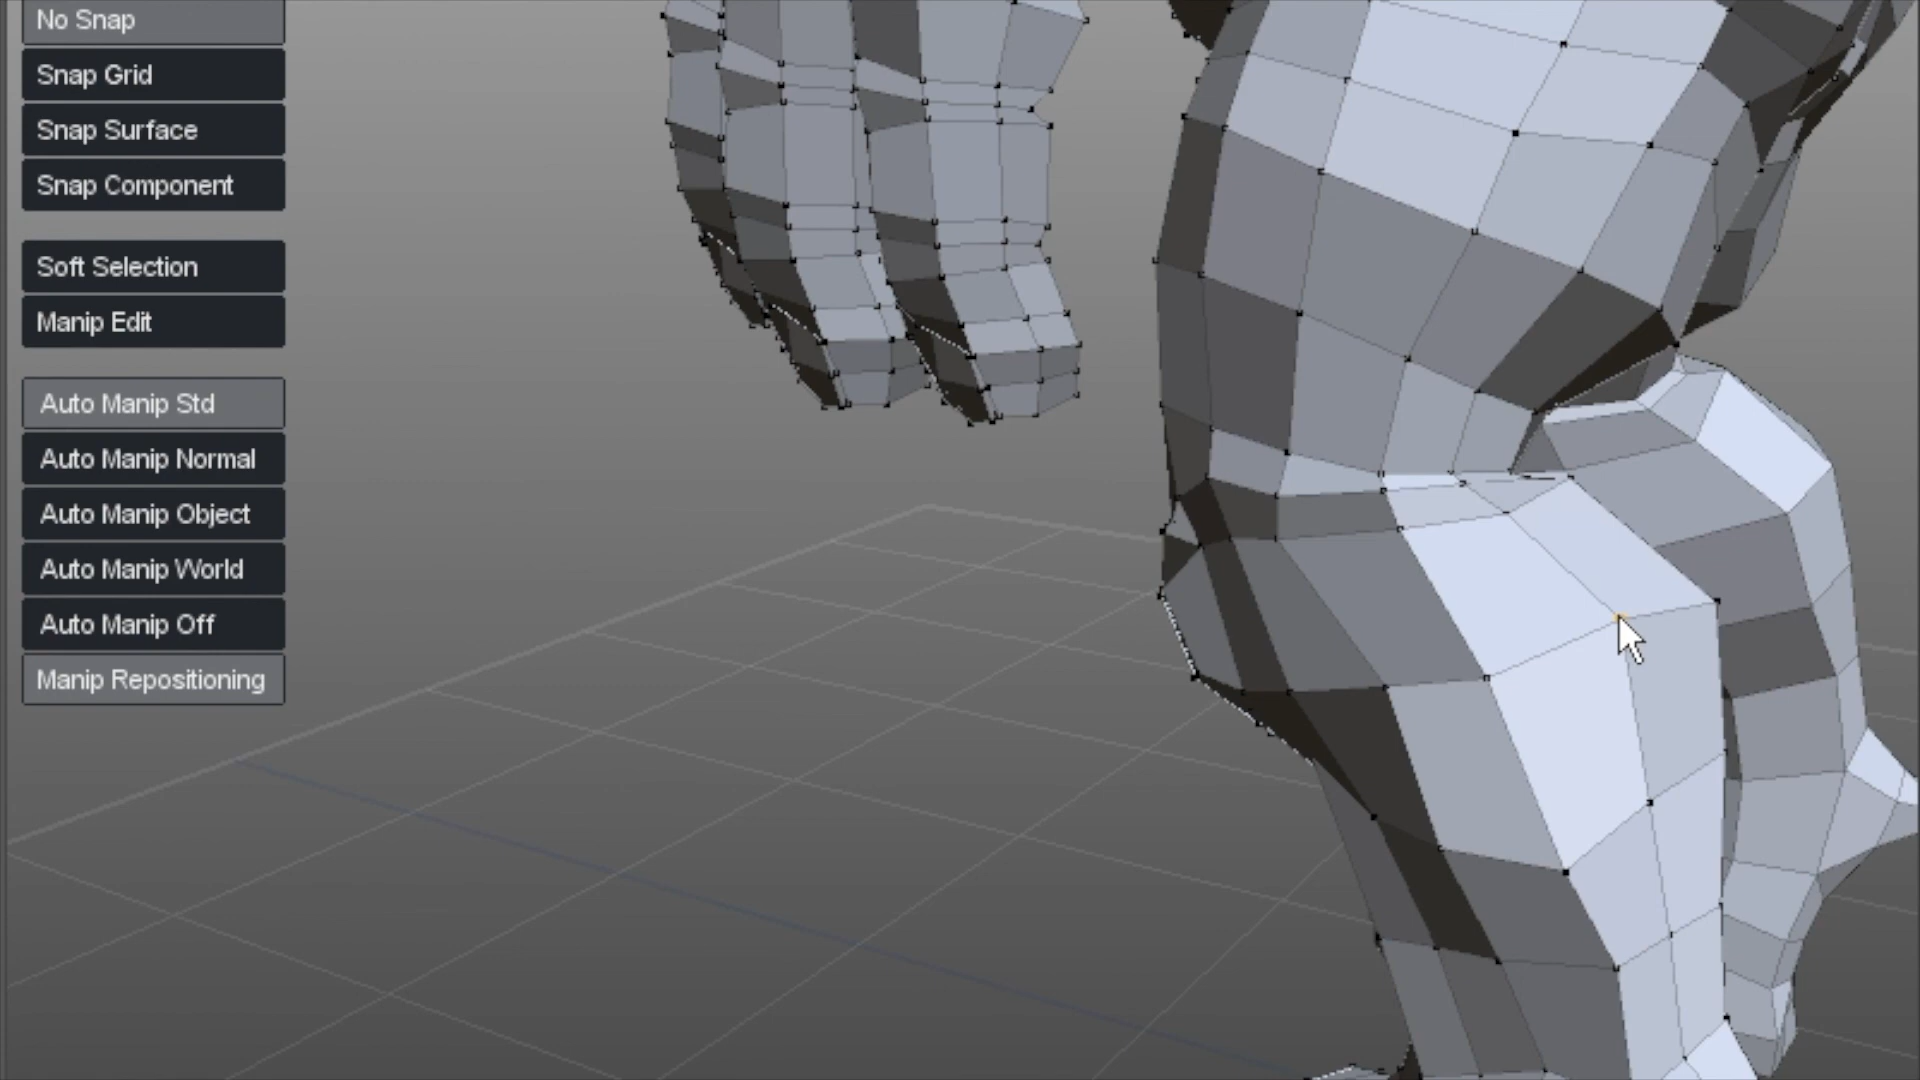 No Snap
Snap Grid
Snap Surface
Snap Component
Soft Selection
Manip Edit
Auto Manip Std
Auto Manip Normal
Auto Manip Object
Auto Manip World
Auto Manip Off
Manip Repositioning